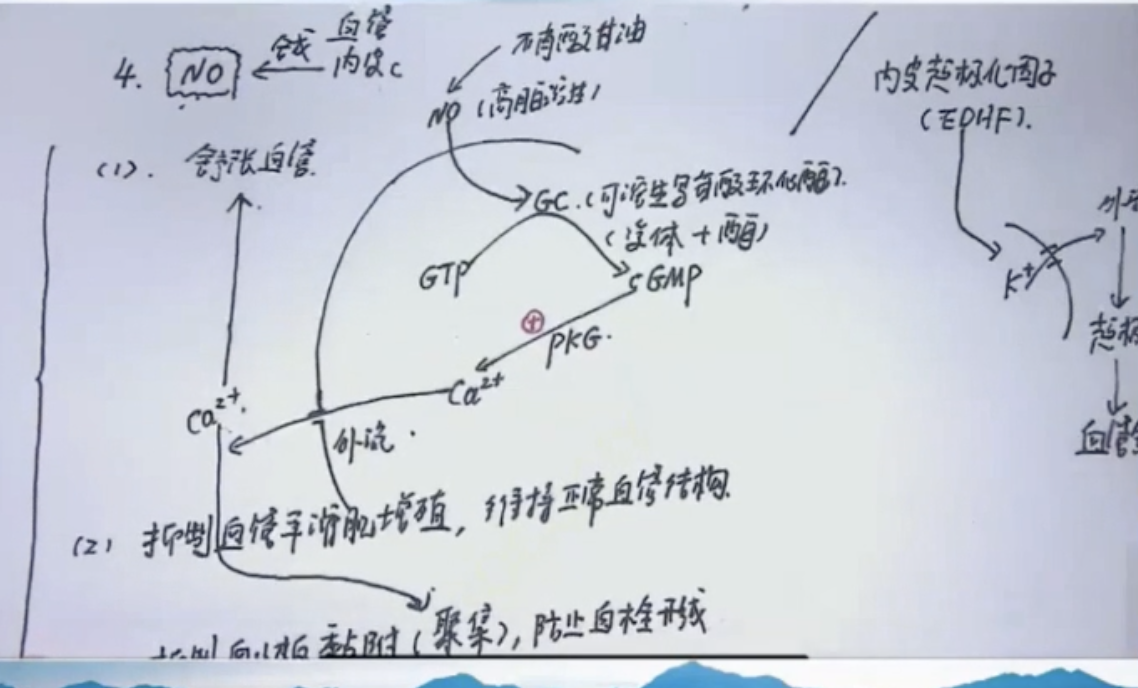 4. NO ← 合成 血管
内皮c
硝酸甘油
NO (高脂溶性)
内皮超极化因子
(EDHF).
(1). 舒张血管.
GC. (可溶性鸟苷酸环化酶).
(受体+酶)
GTP
cGMP
K⁺
⊕
PKG.
超极
Ca²⁺
Ca²⁺.
外流.
血管
(2) 抑制血管平滑肌增殖, 维持正常血管结构.
抑制血小板黏附(聚集), 防止血栓形成